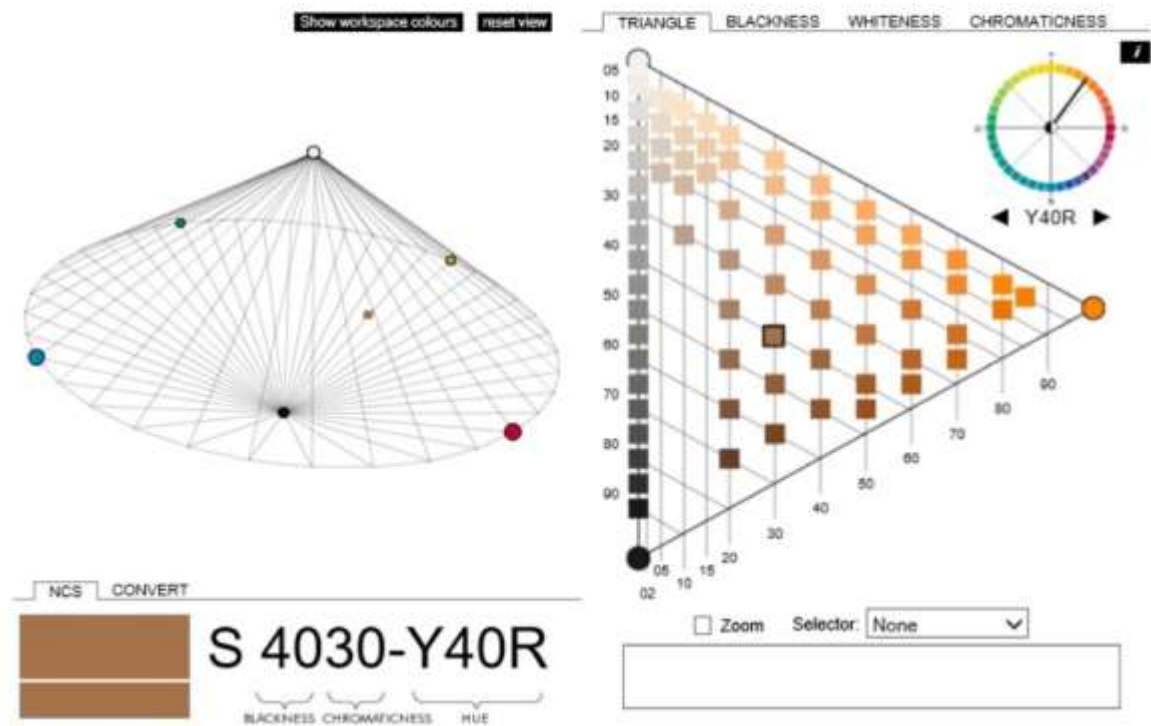 Show workspace colours reset view
TRIANGLE BLACKNESS WHITENESS CHROMATICNESS
i
05
10
15
20
30
40
50
60
70
80
90
Y40R
90
80
70
60
50
40
30
20
15
10
05
02
NCS CONVERT
S 4030-Y40R
BLACKNESS CHROMATICNESS HUE
Zoom Selector: None